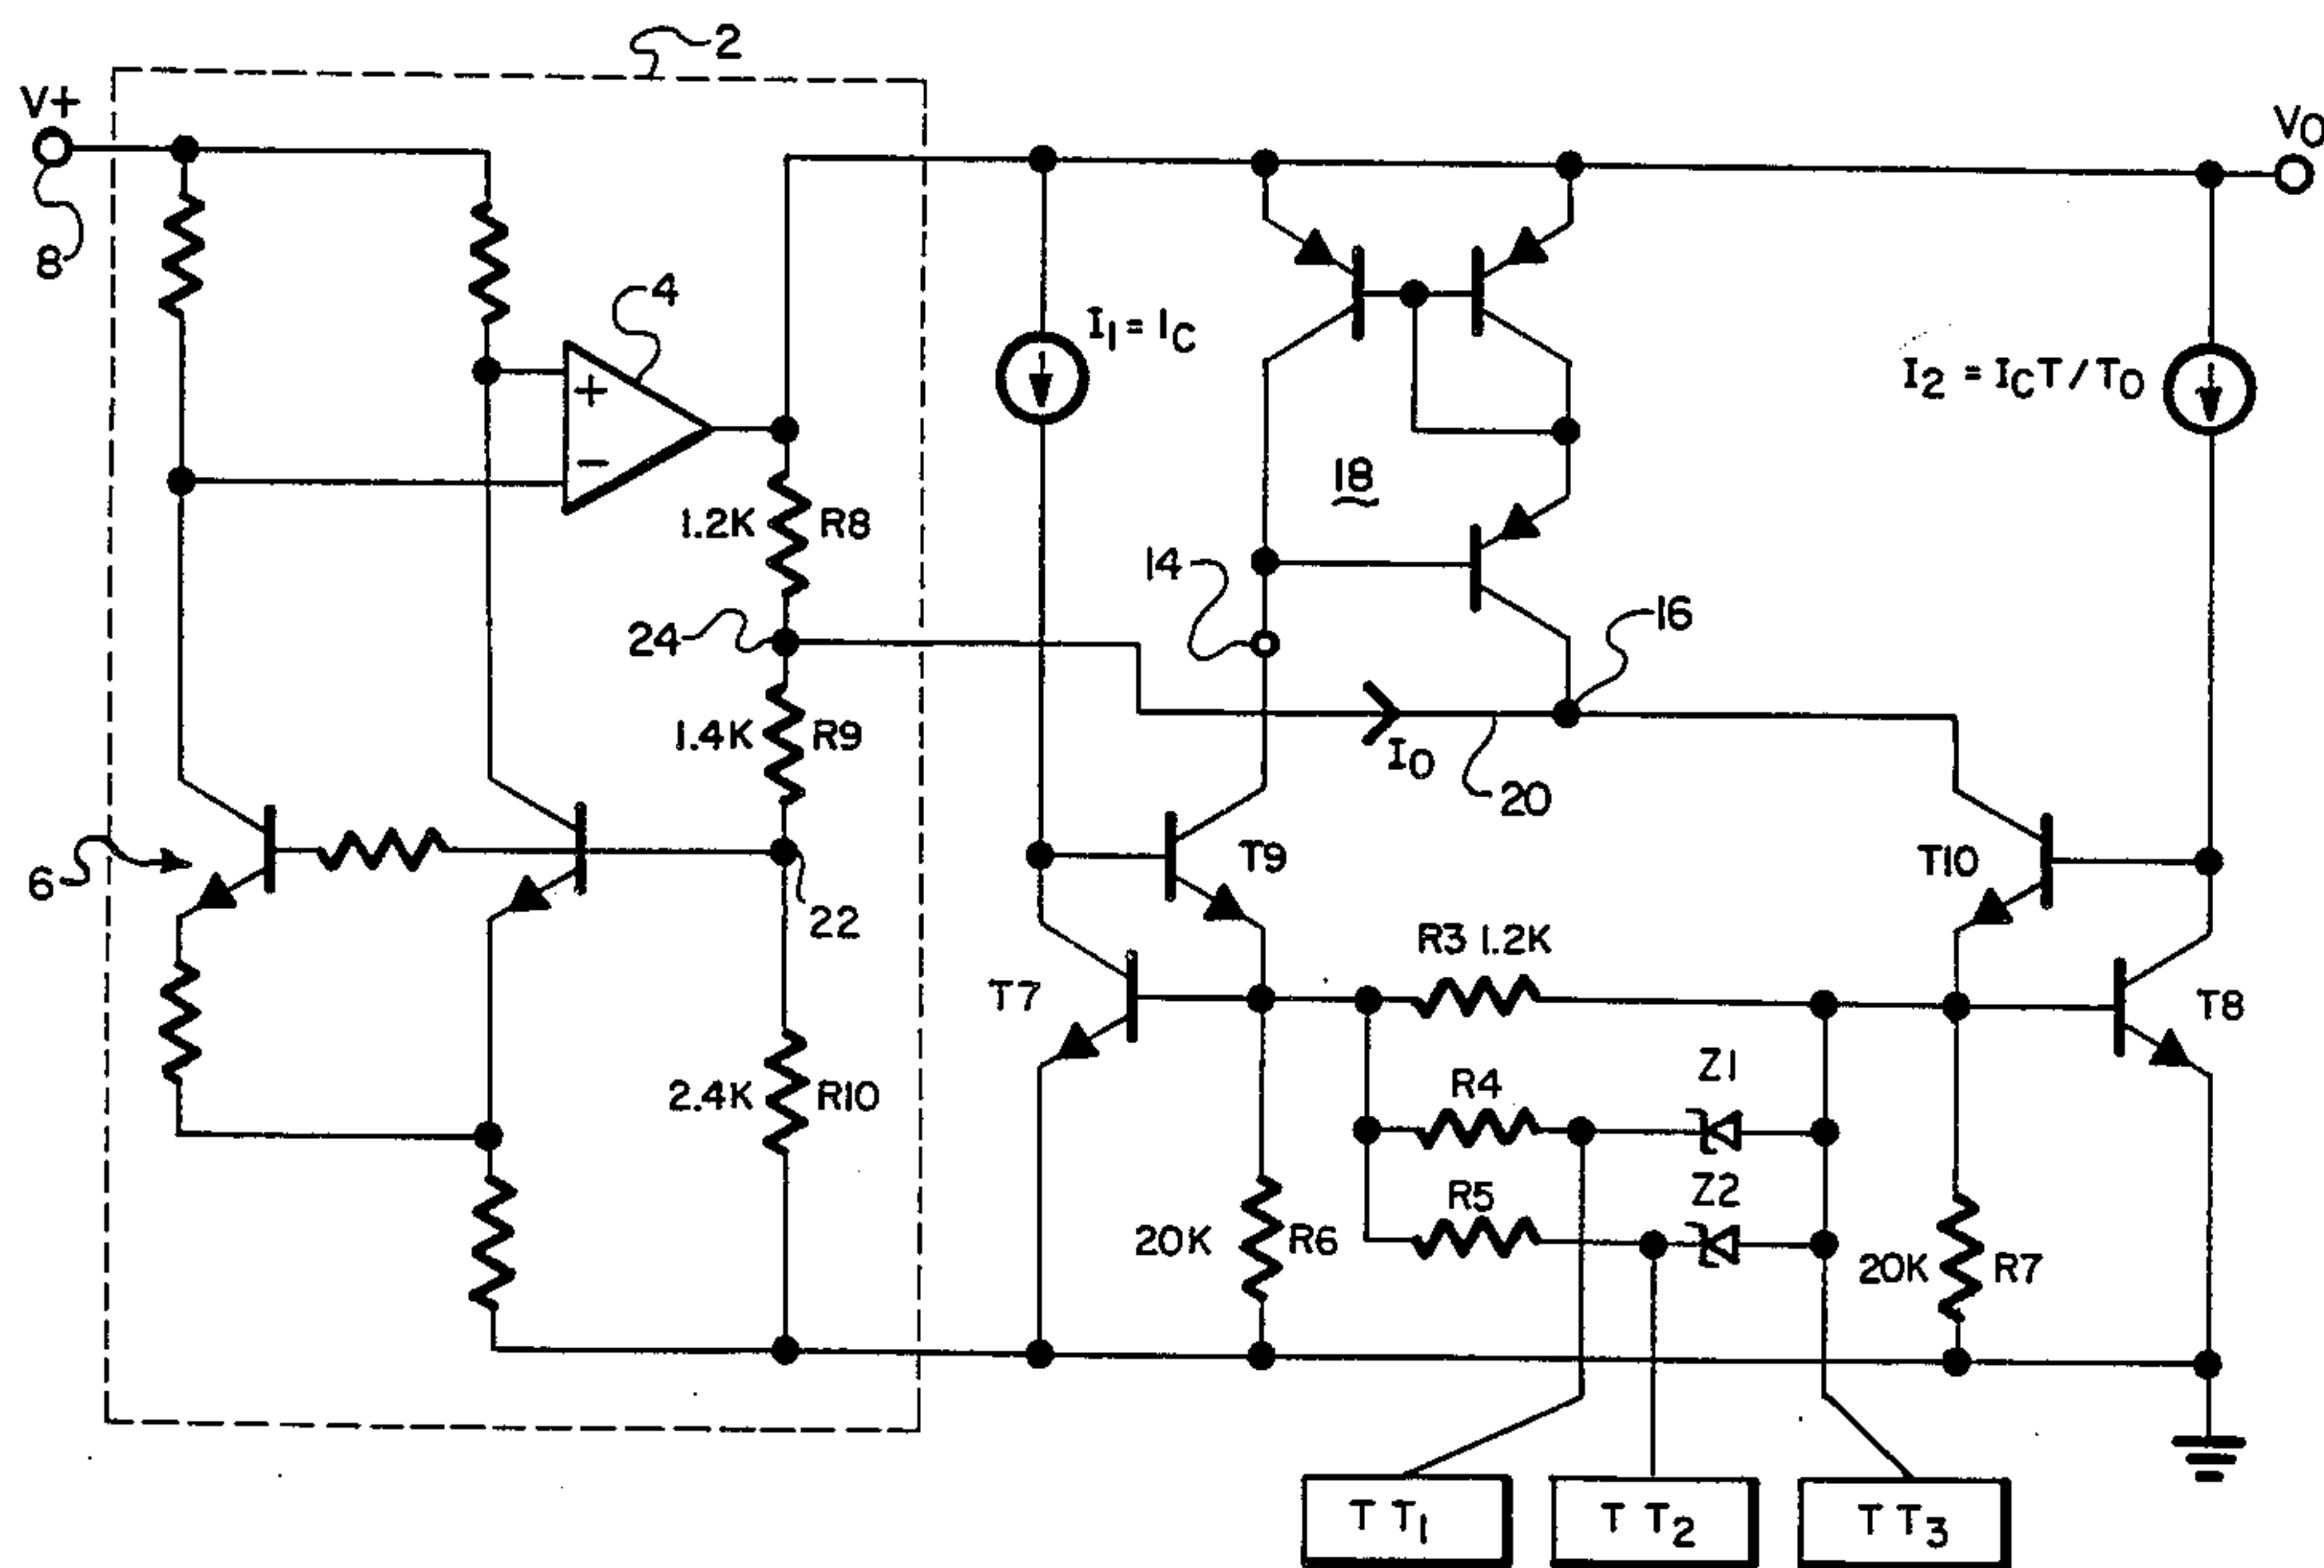 2
V+
VO
8
4
I1 = IC
I2 = ICT/TO
18
1.2K R8
14
24
16
1.4K R9
IO
20
T9
T10
6
22
R3 1.2K
T7
T8
Z1
R4
2.4K R10
Z2
R5
20K R6
20K R7
T T1
T T2
T T3